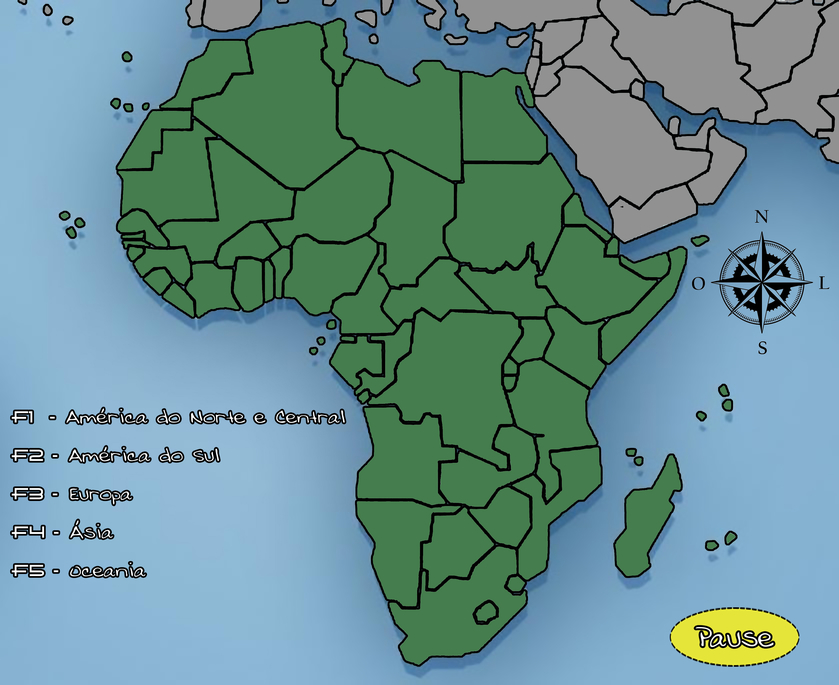 N
O
L
S
F1 - América do Norte e Central
F2 - América do Sul
F3 - Europa
F4 - Ásia
F5 - Oceania
Pause